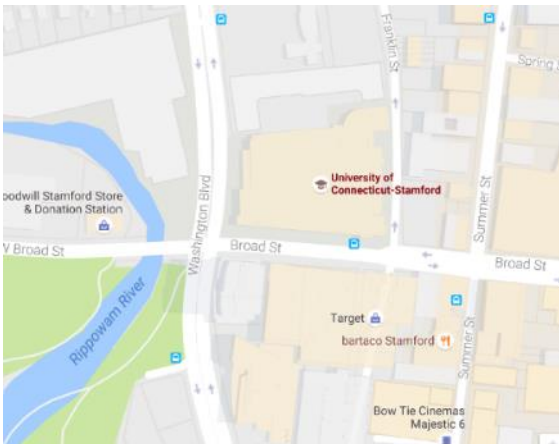 Franklin St
Spring S
University of
Connecticut-Stamford
oodwill Stamford Store
& Donation Station
Washington Blvd
Summer St
W Broad St
Broad St
Broad St
Rippowam River
Target
bartaco Stamford
Summer St
Bow Tie Cinemas
Majestic 6